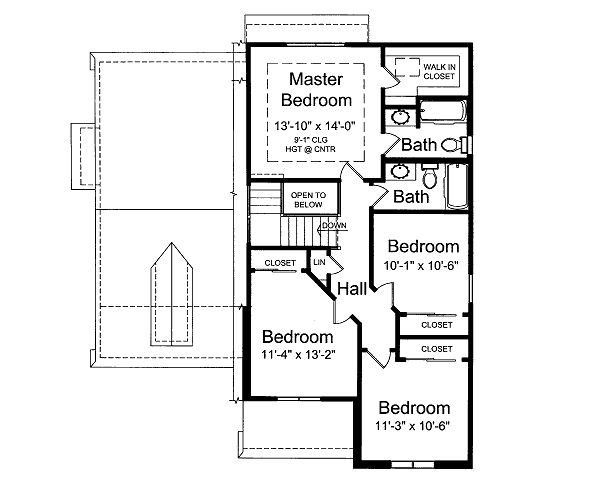 Master
Bedroom
13'-10" x 14'-0"
9'-1" CLG
HGT @ CNTR
WALK IN
CLOSET
Bath
Bath
OPEN TO
BELOW
DOWN
CLOSET
LIN
Hall
Bedroom
10'-1" x 10'-6"
CLOSET
Bedroom
11'-4" x 13'-2"
CLOSET
Bedroom
11'-3" x 10'-6"